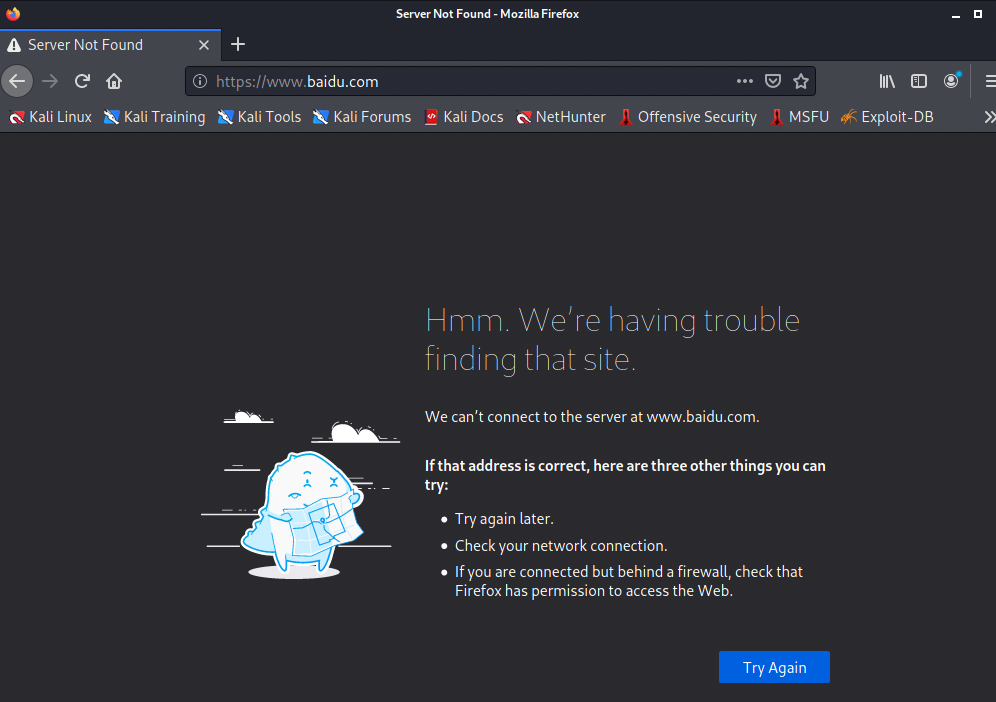 Server Not Found - Mozilla Firefox
Server Not Found
https://www.baidu.com
Kali Linux Kali Training Kali Tools Kali Forums Kali Docs NetHunter Offensive Security MSFU Exploit-DB
Hmm. We're having trouble
finding that site.
We can't connect to the server at www.baidu.com.
If that address is correct, here are three other things you can
try:
Try again later.
Check your network connection.
If you are connected but behind a firewall, check that
Firefox has permission to access the Web.
Try Again